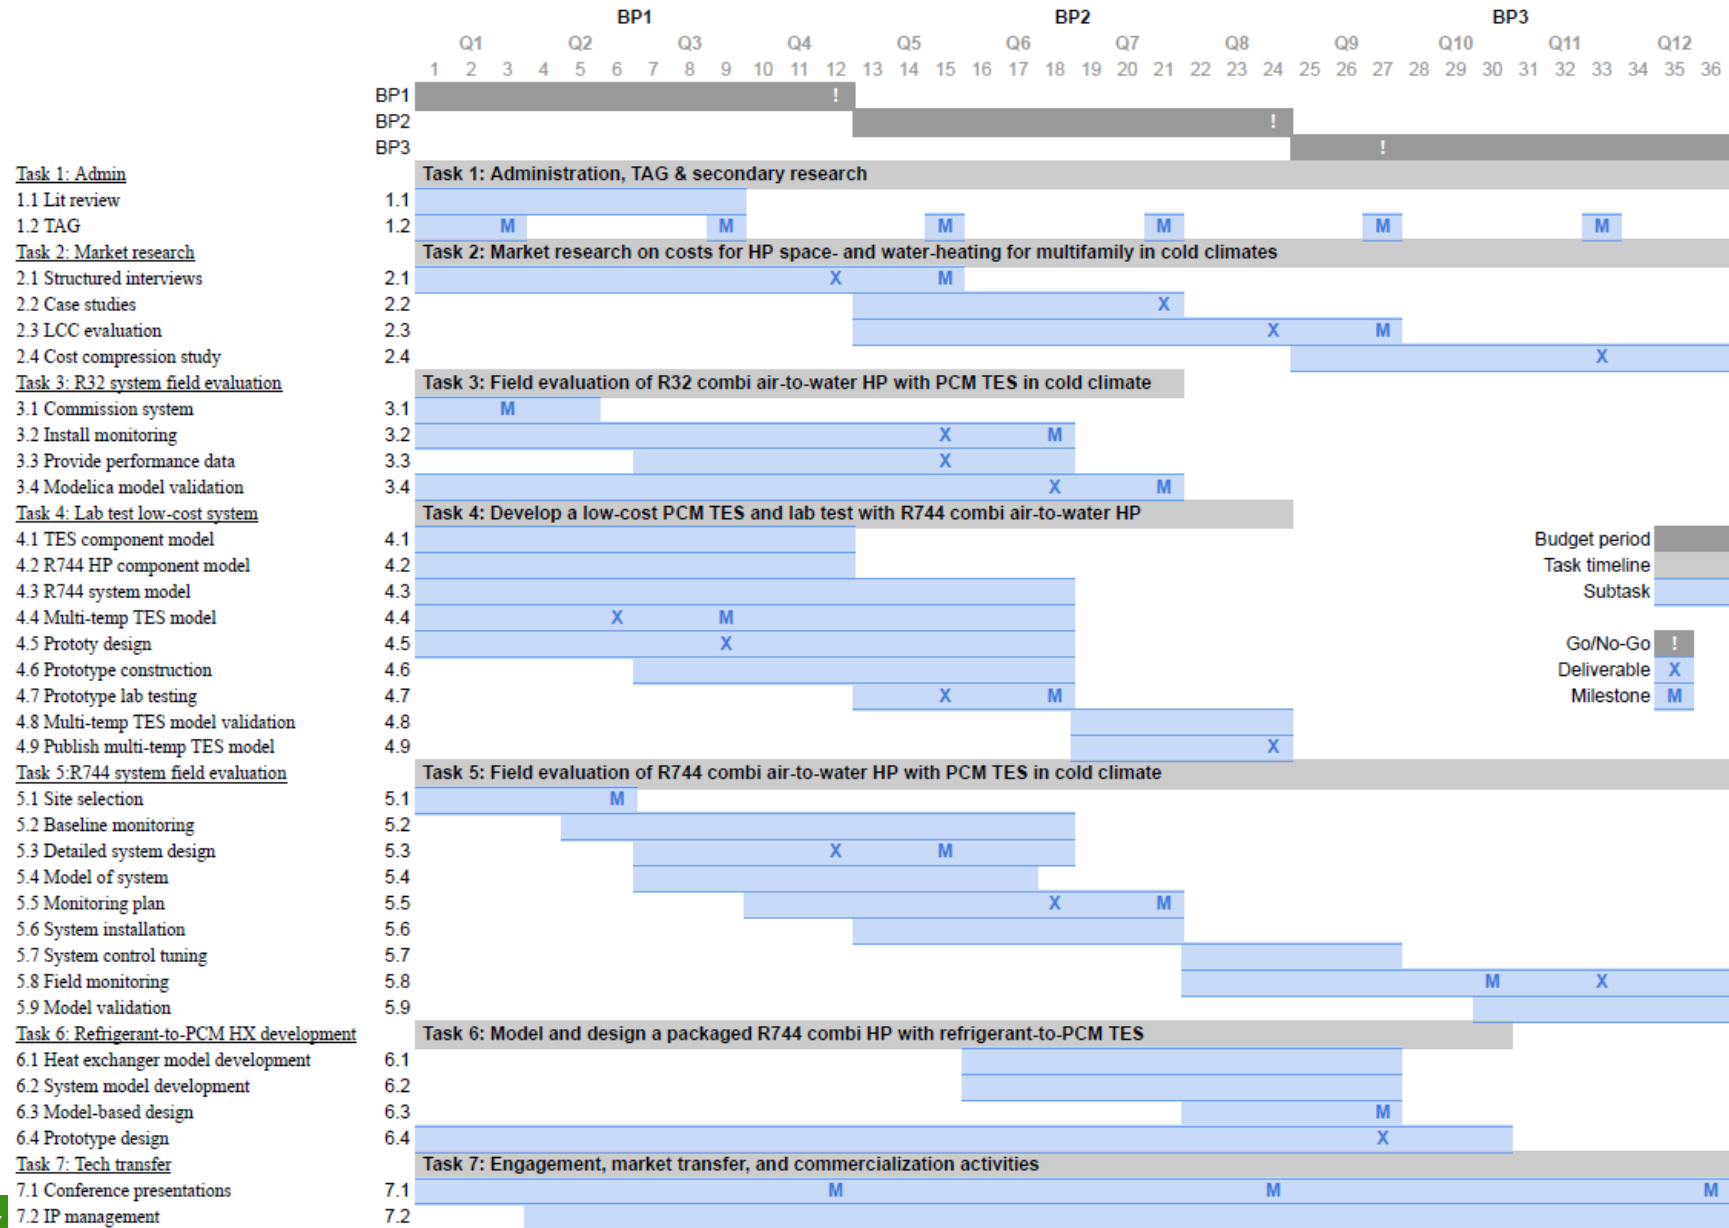 BP1 BP2 BP3
Q1 Q2 Q3 Q4 Q5 Q6 Q7 Q8 Q9 Q10 Q11 Q12
1 2 3 4 5 6 7 8 9 10 11 12 13 14 15 16 17 18 19 20 21 22 23 24 25 26 27 28 29 30 31 32 33 34 35 36
BP1 !
BP2 !
BP3 !
Task 1: Admin Task 1: Administration, TAG & secondary research
1.1 Lit review 1.1
1.2 TAG 1.2 M M M M M M
Task 2: Market research Task 2: Market research on costs for HP space- and water-heating for multifamily in cold climates
2.1 Structured interviews 2.1 X M
2.2 Case studies 2.2 X
2.3 LCC evaluation 2.3 X M
2.4 Cost compression study 2.4 X
Task 3: R32 system field evaluation Task 3: Field evaluation of R32 combi air-to-water HP with PCM TES in cold climate
3.1 Commission system 3.1 M
3.2 Install monitoring 3.2 X M
3.3 Provide performance data 3.3 X
3.4 Modelica model validation 3.4 X M
Task 4: Lab test low-cost system Task 4: Develop a low-cost PCM TES and lab test with R744 combi air-to-water HP
4.1 TES component model 4.1 Budget period
4.2 R744 HP component model 4.2 Task timeline
4.3 R744 system model 4.3 Subtask
4.4 Multi-temp TES model 4.4 X M
4.5 Prototy design 4.5 X Go/No-Go !
4.6 Prototype construction 4.6 Deliverable X
4.7 Prototype lab testing 4.7 X M Milestone M
4.8 Multi-temp TES model validation 4.8
4.9 Publish multi-temp TES model 4.9 X
Task 5:R744 system field evaluation Task 5: Field evaluation of R744 combi air-to-water HP with PCM TES in cold climate
5.1 Site selection 5.1 M
5.2 Baseline monitoring 5.2
5.3 Detailed system design 5.3 X M
5.4 Model of system 5.4
5.5 Monitoring plan 5.5 X M
5.6 System installation 5.6
5.7 System control tuning 5.7
5.8 Field monitoring 5.8 M X
5.9 Model validation 5.9
Task 6: Refrigerant-to-PCM HX development Task 6: Model and design a packaged R744 combi HP with refrigerant-to-PCM TES
6.1 Heat exchanger model development 6.1
6.2 System model development 6.2
6.3 Model-based design 6.3 M
6.4 Prototype design 6.4 X
Task 7: Tech transfer Task 7: Engagement, market transfer, and commercialization activities
7.1 Conference presentations 7.1 M M M
7.2 IP management 7.2